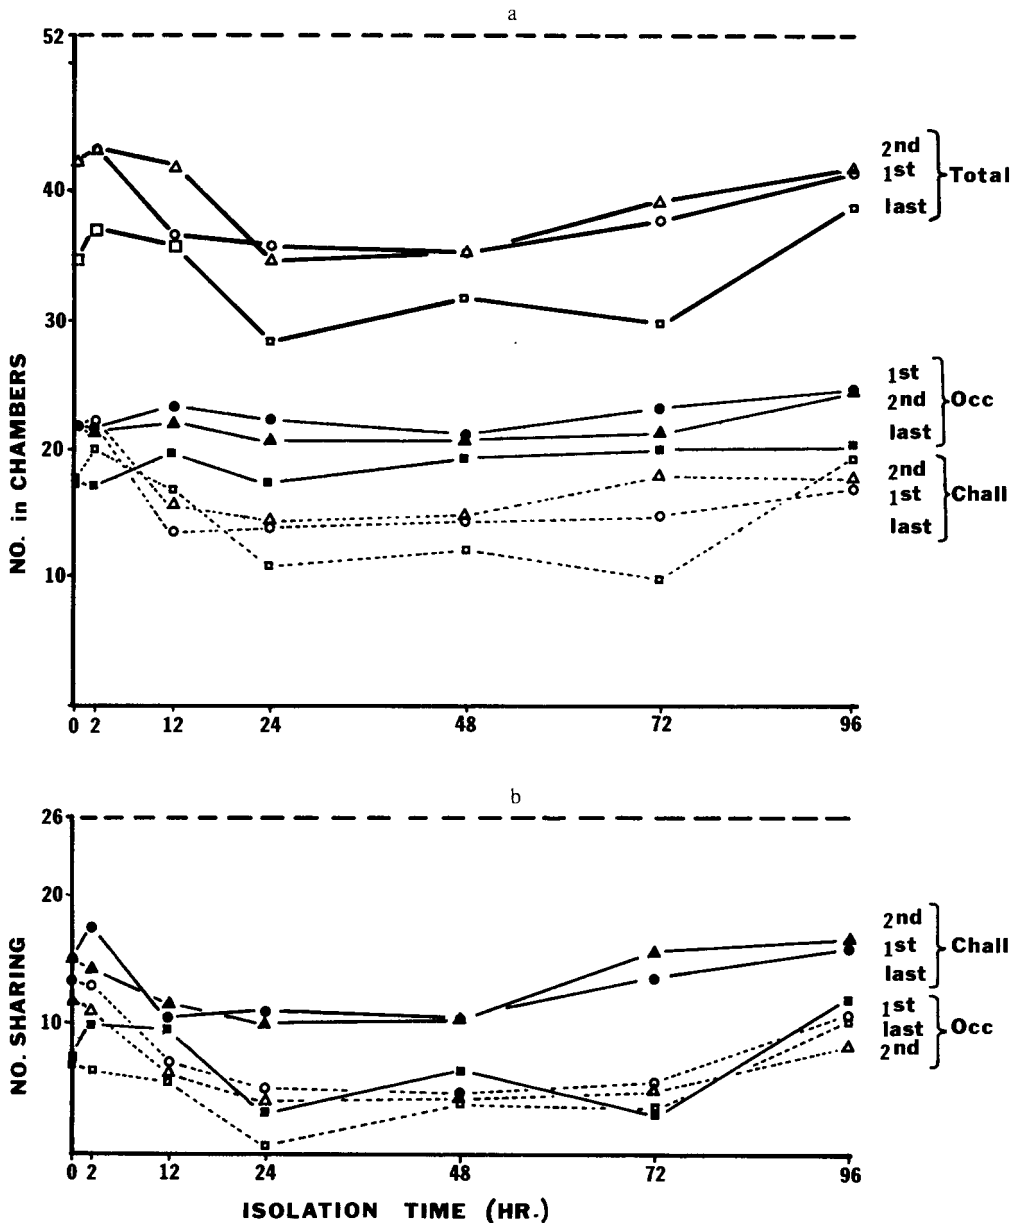 a
52
40
30
20
10
NO. in CHAMBERS
2nd
1st
last
Total
1st
2nd
last
Occ
2nd
1st
last
Chall
0 2 12 24 48 72 96
b
26
20
10
NO. SHARING
2nd
1st
last
Chall
1st
last
2nd
Occ
0 2 12 24 48 72 96
ISOLATION TIME (HR.)